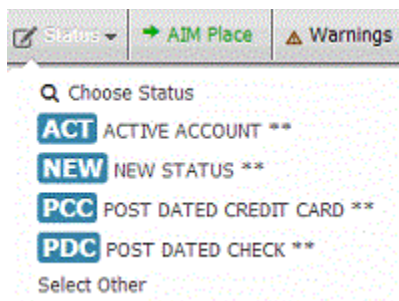 Status AIM Place Warnings
Choose Status
ACT ACTIVE ACCOUNT **
NEW NEW STATUS **
PCC POST DATED CREDIT CARD **
PDC POST DATED CHECK **
Select Other